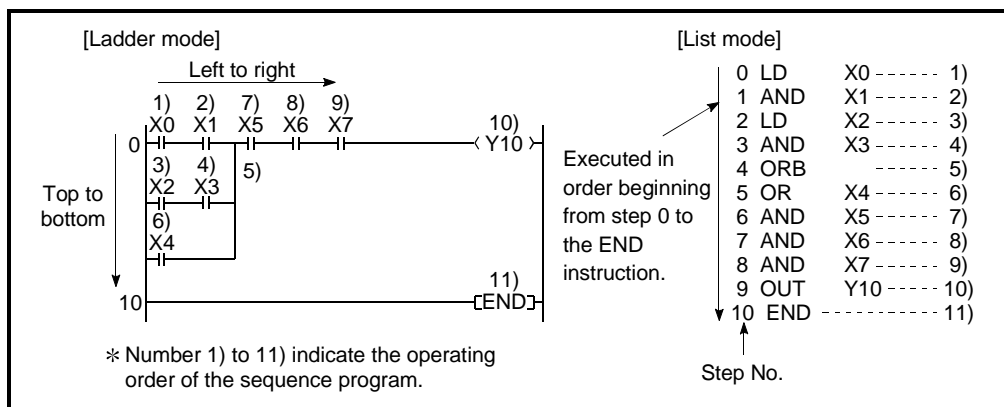 [Ladder mode]
Left to right
1) 2) 7) 8) 9) 10)
X0 X1 X5 X6 X7
0 Y10
3) 4) 5)
X2 X3
Top to
bottom
6)
X4
11)
10 END
* Number 1) to 11) indicate the operating
order of the sequence program.
[List mode]
0 LD X0 1)
1 AND X1 2)
2 LD X2 3)
3 AND X3 4)
4 ORB 5)
5 OR X4 6)
6 AND X5 7)
7 AND X6 8)
8 AND X7 9)
9 OUT Y10 10)
10 END 11)
Executed in
order beginning
from step 0 to
the END
instruction.
Step No.